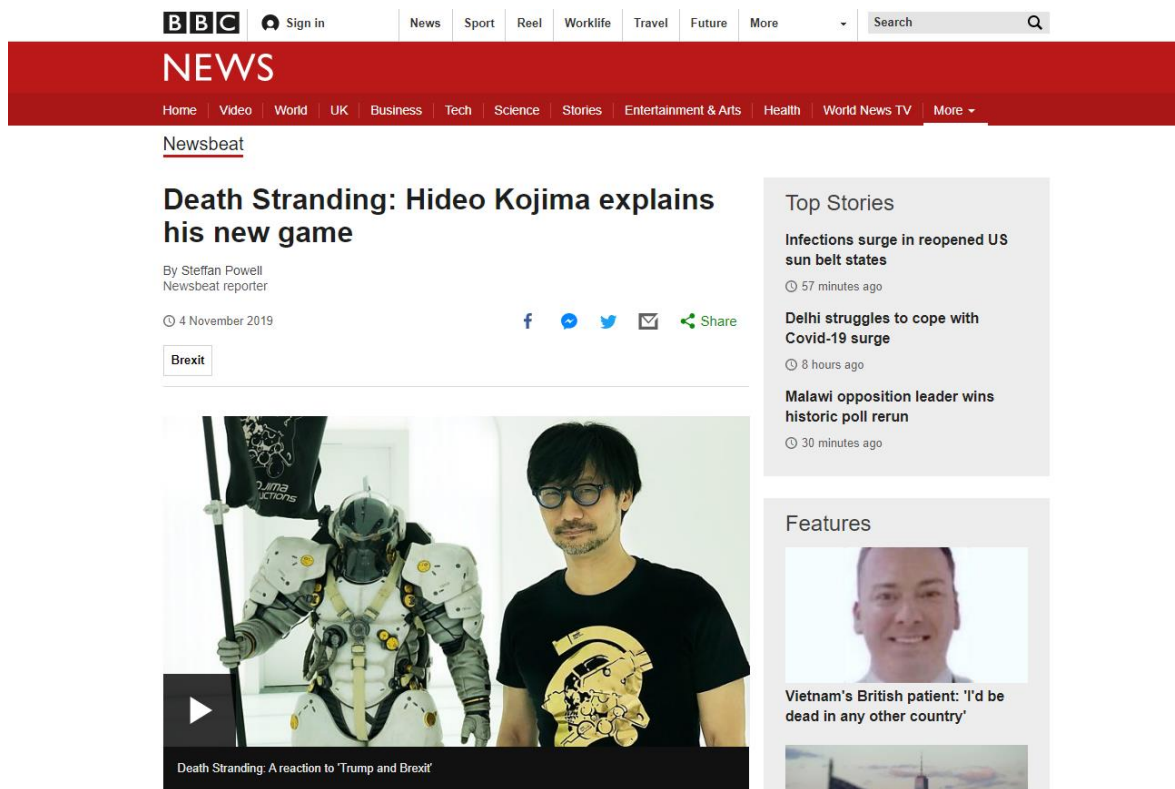 BBC Sign in News Sport Reel Worklife Travel Future More Search
NEWS
Home Video World UK Business Tech Science Stories Entertainment & Arts Health World News TV More
Newsbeat
Death Stranding: Hideo Kojima explains
his new game
By Steffan Powell
Newsbeat reporter
4 November 2019
Share
Brexit
Death Stranding: A reaction to 'Trump and Brexit'
Top Stories
Infections surge in reopened US
sun belt states
57 minutes ago
Delhi struggles to cope with
Covid-19 surge
8 hours ago
Malawi opposition leader wins
historic poll rerun
30 minutes ago
Features
Vietnam's British patient: 'I'd be
dead in any other country'